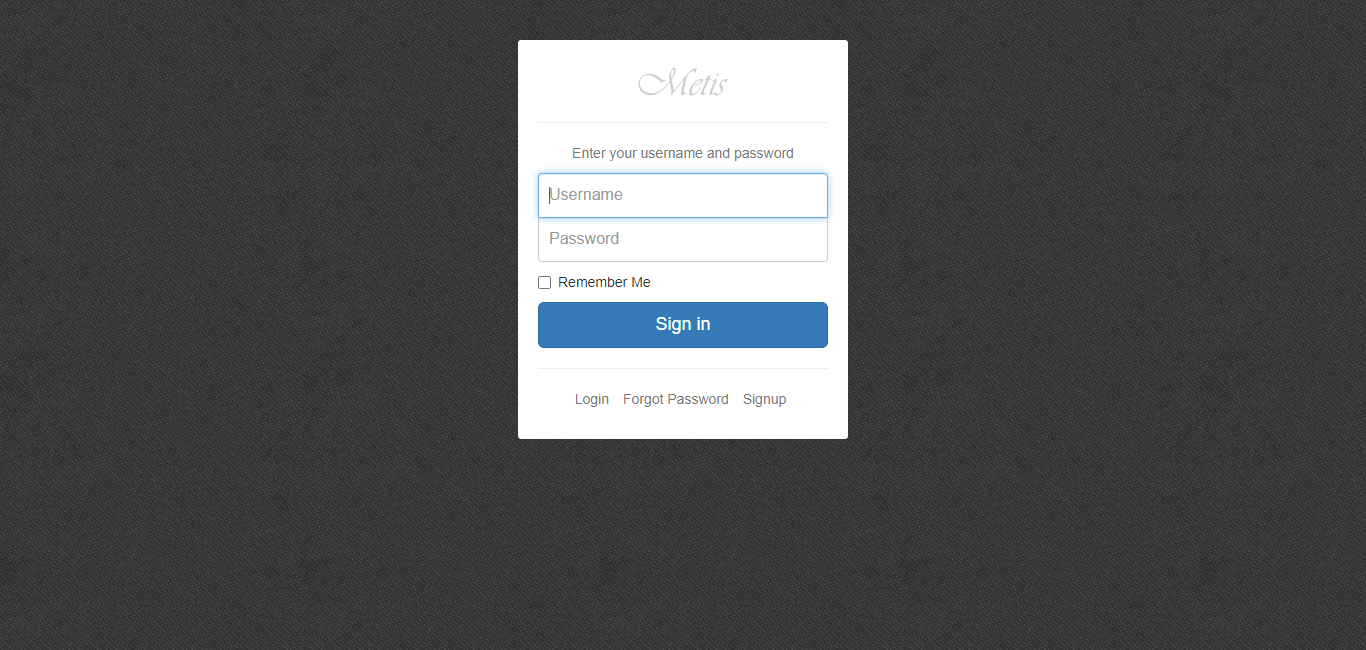 Metis
Enter your username and password
Username
Password
Remember Me
Sign in
Login Forgot Password Signup